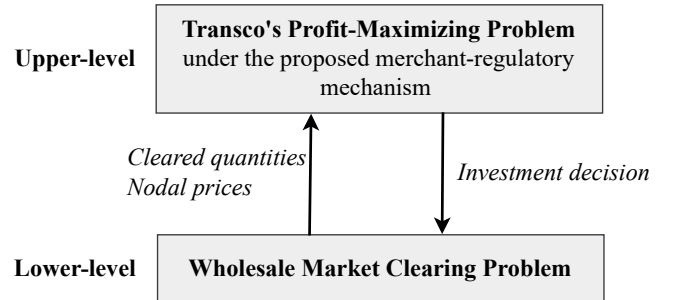 Transco's Profit-Maximizing Problem
Upper-level
under the proposed merchant-regulatory
mechanism
Cleared quantities
Nodal prices
Investment decision
Lower-level
Wholesale Market Clearing Problem